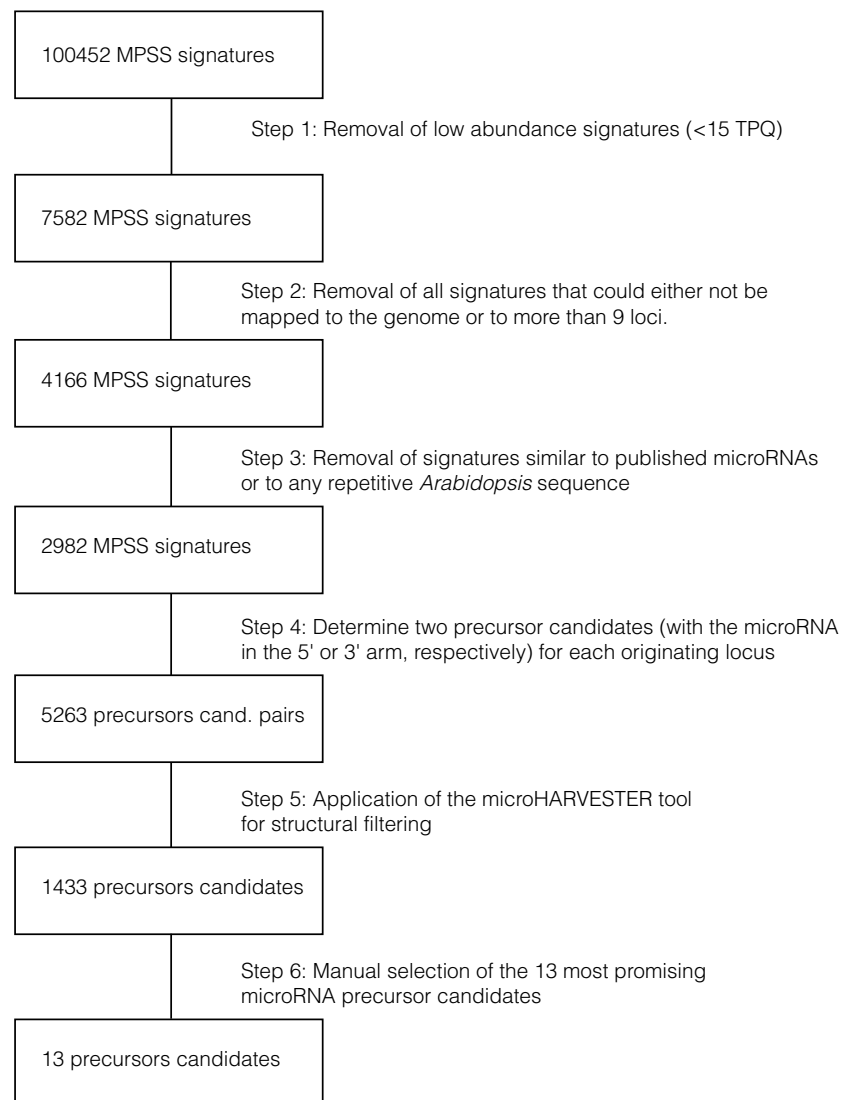 100452 MPSS signatures
Step 1: Removal of low abundance signatures (<15 TPQ)
7582 MPSS signatures
Step 2: Removal of all signatures that could either not be
mapped to the genome or to more than 9 loci.
4166 MPSS signatures
Step 3: Removal of signatures similar to published microRNAs
or to any repetitive Arabidopsis sequence
2982 MPSS signatures
Step 4: Determine two precursor candidates (with the microRNA
in the 5' or 3' arm, respectively) for each originating locus
5263 precursors cand. pairs
Step 5: Application of the microHARVESTER tool
for structural filtering
1433 precursors candidates
Step 6: Manual selection of the 13 most promising
microRNA precursor candidates
13 precursors candidates